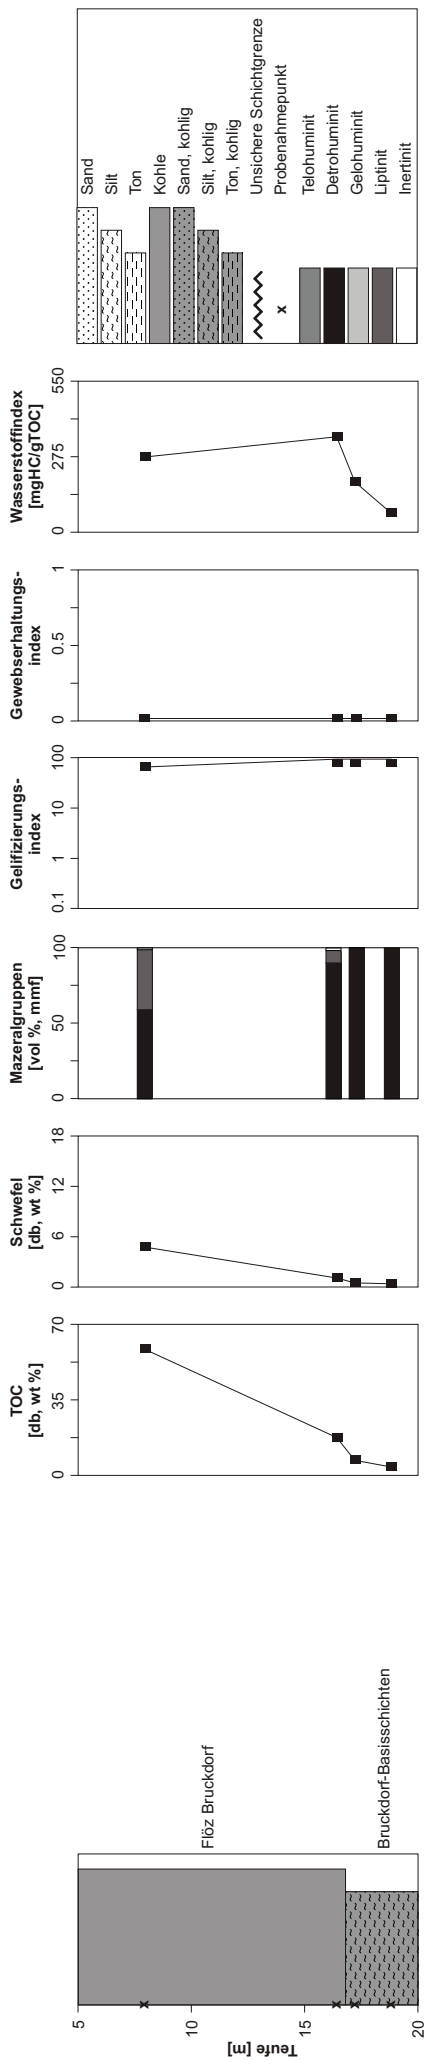 Teufe [m]
5
10
15
20
x
x
x
x
Flöz Bruckdorf
Bruckdorf-Basisschichten
TOC
[db, wt %]
0
35
70
Schwefel
[db, wt %]
0
6
12
18
Mazeralgruppen
[vol %, mmf]
0
50
100
Gelifizierungs-
index
0.1
1
10
100
Gewebserhaltungs-
index
0
0.5
1
Wasserstoffindex
[mgHC/gTOC]
0
275
550
Sand
Silt
Ton
Kohle
Sand, kohlig
Silt, kohlig
Ton, kohlig
Unsichere Schichtgrenze
x Probenahmepunkt
Telohuminit
Detrohuminit
Gelohuminit
Liptinit
Inertinit